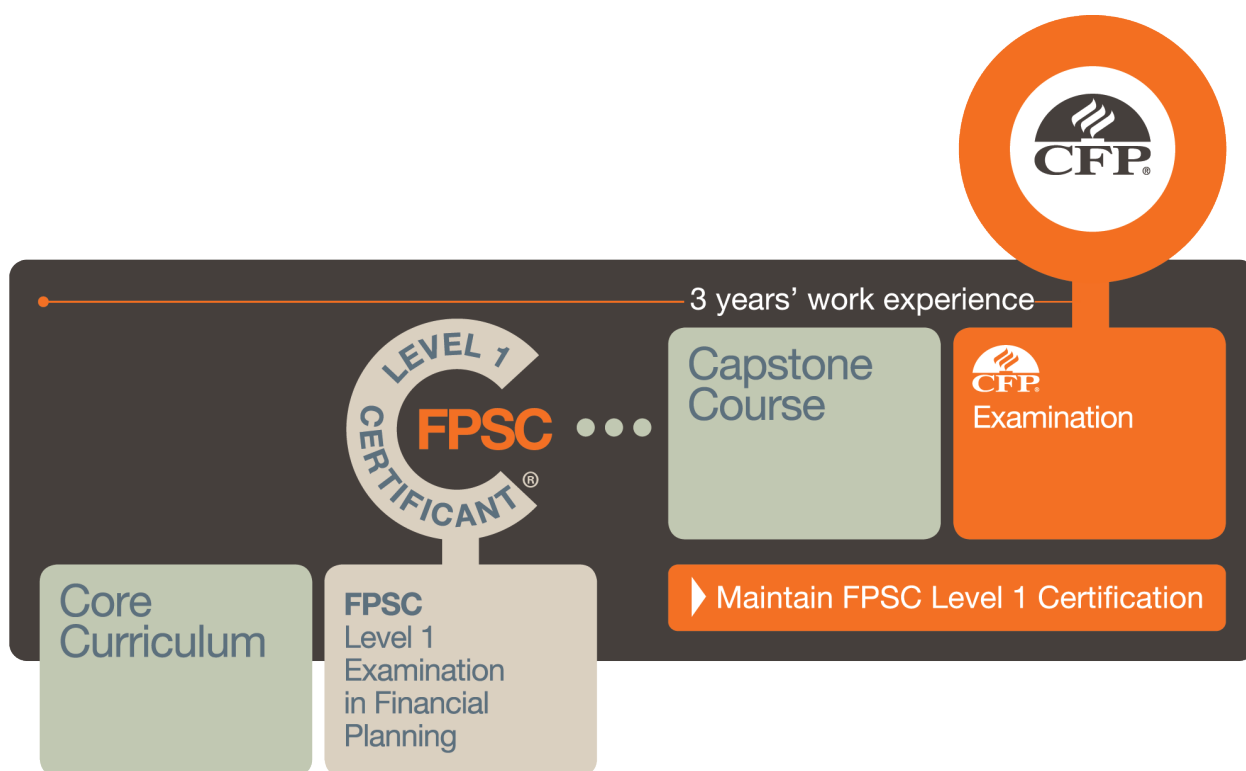 CFP®
3 years’ work experience
LEVEL 1
CERTIFICANT®
FPSC
Capstone
Course
CFP®
Examination
Core
Curriculum
FPSC
Level 1
Examination
in Financial
Planning
Maintain FPSC Level 1 Certification